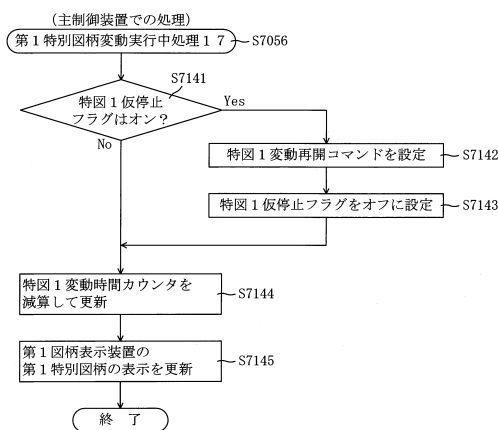 (主制御装置での処理)
第1特別図柄変動実行中処理17
S7056
S7141
特図1仮停止
フラグはオン?
Yes
No
特図1変動再開コマンドを設定
S7142
特図1仮停止フラグをオフに設定
S7143
特図1変動時間カウンタを
減算して更新
S7144
第1図柄表示装置の
第1特別図柄の表示を更新
S7145
終 了